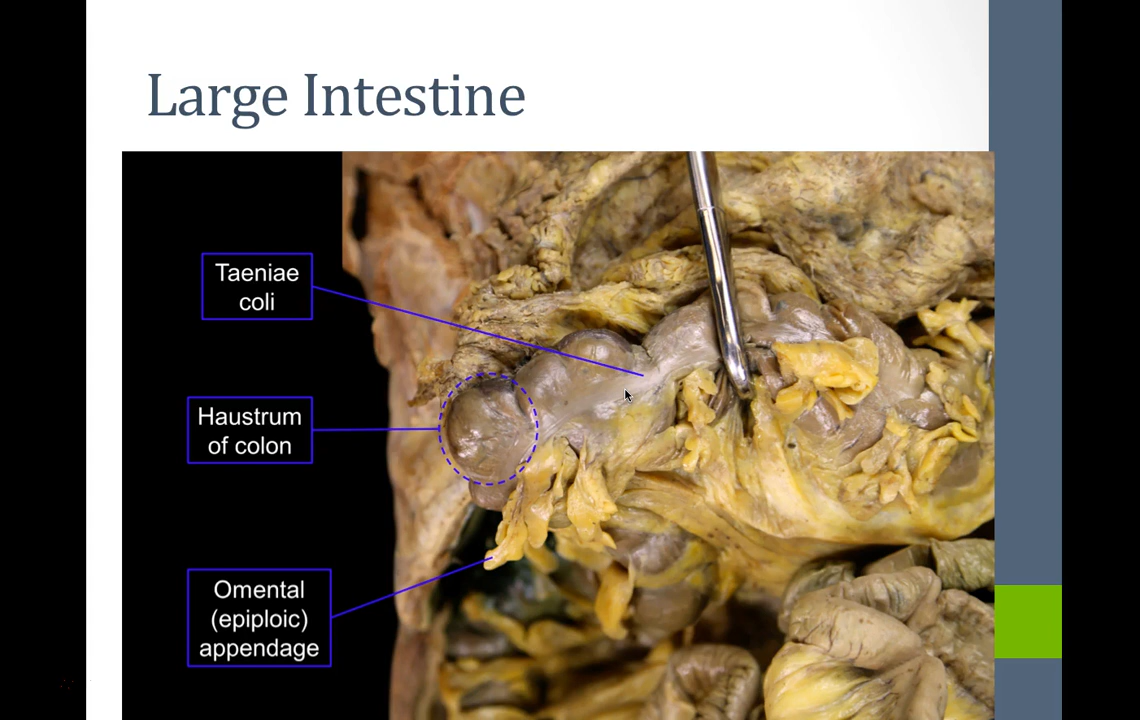 Large Intestine
Taeniae
coli
Haustrum
of colon
Omental
(epiploic)
appendage